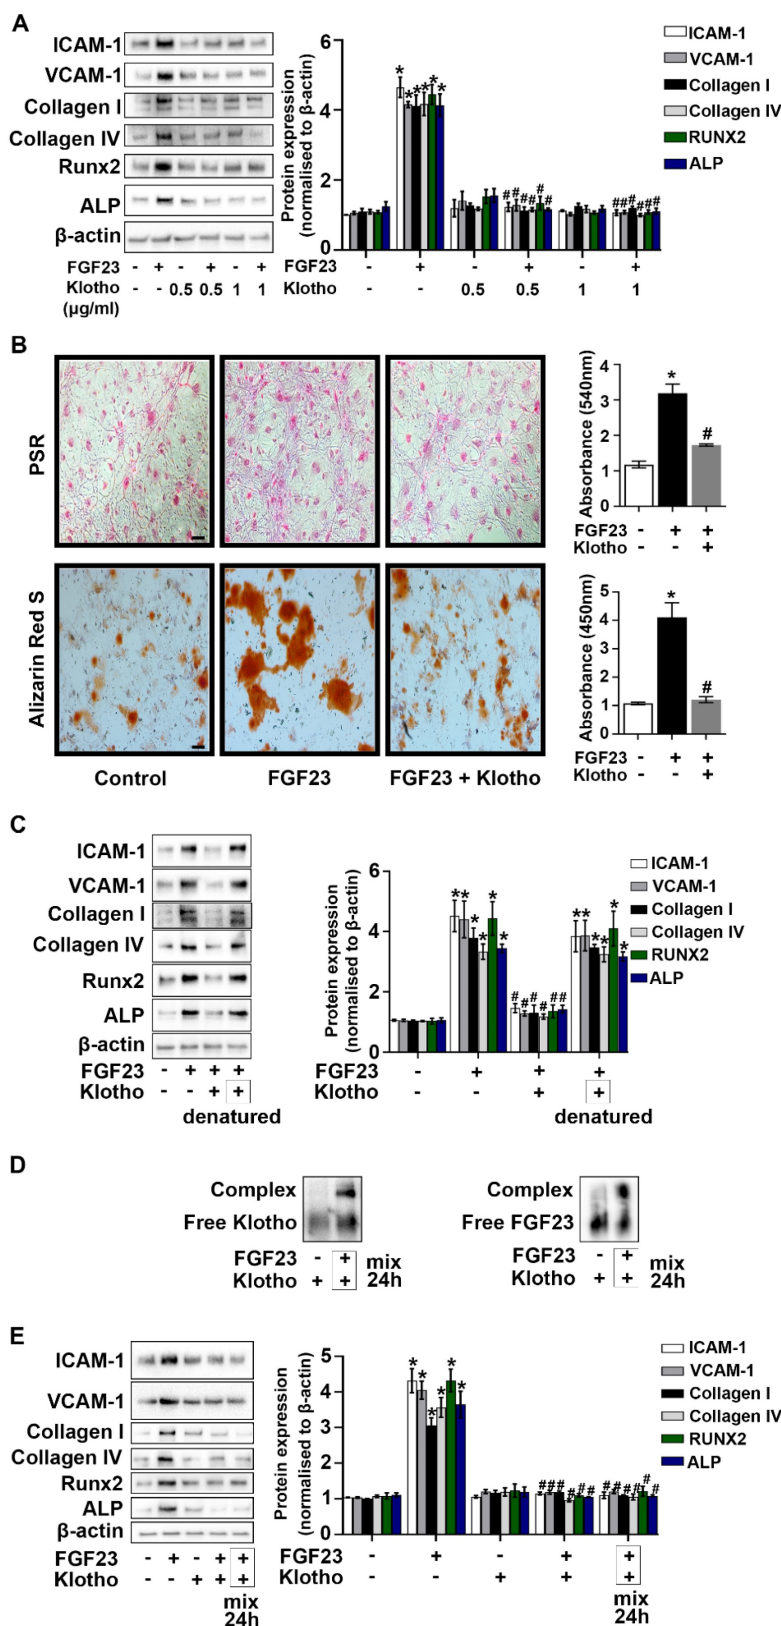 A
ICAM-1
VCAM-1
Collagen I
Collagen IV
Runx2
ALP
β-actin
FGF23 - + - + - +
Klotho - - 0.5 0.5 1 1
(µg/ml)
Protein expression
(normalised to β-actin)
6
4
2
0
* * * * * *
# # # # # #
# # # # # #
FGF23 - + - + - +
Klotho - - 0.5 0.5 1 1
ICAM-1
VCAM-1
Collagen I
Collagen IV
RUNX2
ALP
B
PSR
Alizarin Red S
Control
FGF23
FGF23 + Klotho
Absorbance (540nm)
4
3
2
1
0
*
#
FGF23 - + +
Klotho - - +
Absorbance (450nm)
5
4
3
2
1
0
*
#
FGF23 - + +
Klotho - - +
C
ICAM-1
VCAM-1
Collagen I
Collagen IV
Runx2
ALP
β-actin
FGF23 - + + +
Klotho - - + +
denatured
Protein expression
(normalised to β-actin)
6
4
2
0
* * * * * *
# # # # # #
* * * * * *
FGF23 - + + +
Klotho - - + +
denatured
ICAM-1
VCAM-1
Collagen I
Collagen IV
RUNX2
ALP
D
Complex
Free Klotho
FGF23 - + mix
Klotho + + 24h
Complex
Free FGF23
FGF23 - + mix
Klotho + + 24h
E
ICAM-1
VCAM-1
Collagen I
Collagen IV
Runx2
ALP
β-actin
FGF23 - + - + +
Klotho - - + + +
mix
24h
Protein expression
(normalised to β-actin)
5
4
3
2
1
0
* * * * * *
# # # # # #
# # # # # #
FGF23 - + - + +
Klotho - - + + +
mix
24h
ICAM-1
VCAM-1
Collagen I
Collagen IV
RUNX2
ALP